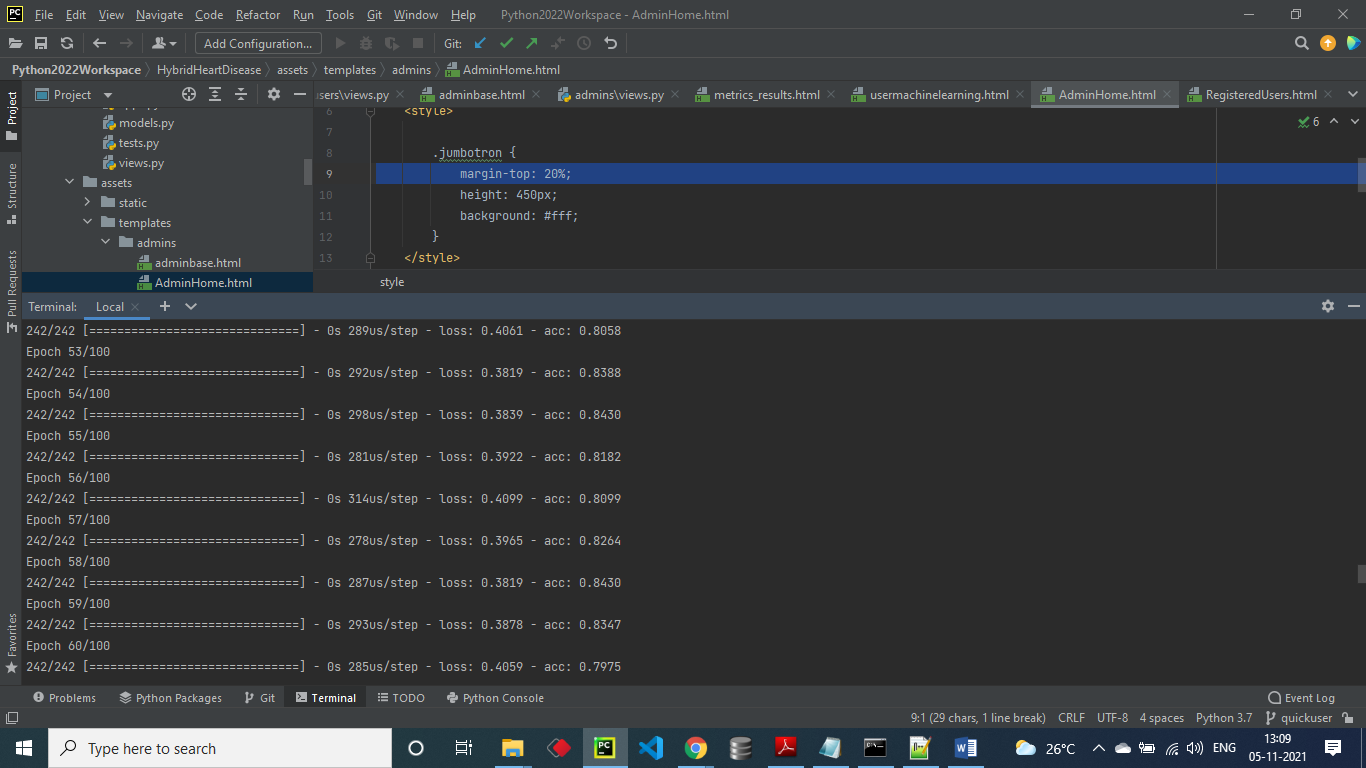 PC File Edit View Navigate Code Refactor Run Tools Git Window Help Python2022Workspace - AdminHome.html
Add Configuration... Git:
Python2022Workspace HybridHeartDisease assets templates admins AdminHome.html
Project
Structure
Pull Requests
Favorites
Project
models.py
tests.py
views.py
assets
static
templates
admins
adminbase.html
AdminHome.html
sers\views.py adminbase.html admins\views.py metrics_results.html usermachinelearning.html AdminHome.html RegisteredUsers.html
6 <style>
6
7
8 .jumbotron {
9 margin-top: 20%;
10 height: 450px;
11 background: #fff;
12 }
13 </style>
style
Terminal: Local
242/242 [==============================] - 0s 289us/step - loss: 0.4061 - acc: 0.8058
Epoch 53/100
242/242 [==============================] - 0s 292us/step - loss: 0.3819 - acc: 0.8388
Epoch 54/100
242/242 [==============================] - 0s 298us/step - loss: 0.3839 - acc: 0.8430
Epoch 55/100
242/242 [==============================] - 0s 281us/step - loss: 0.3922 - acc: 0.8182
Epoch 56/100
242/242 [==============================] - 0s 314us/step - loss: 0.4099 - acc: 0.8099
Epoch 57/100
242/242 [==============================] - 0s 278us/step - loss: 0.3965 - acc: 0.8264
Epoch 58/100
242/242 [==============================] - 0s 287us/step - loss: 0.3819 - acc: 0.8430
Epoch 59/100
242/242 [==============================] - 0s 293us/step - loss: 0.3878 - acc: 0.8347
Epoch 60/100
242/242 [==============================] - 0s 285us/step - loss: 0.4059 - acc: 0.7975
Problems Python Packages Git Terminal TODO Python Console Event Log
9:1 (29 chars, 1 line break) CRLF UTF-8 4 spaces Python 3.7 quickuser
Type here to search PC 26°C ENG 13:09
05-11-2021